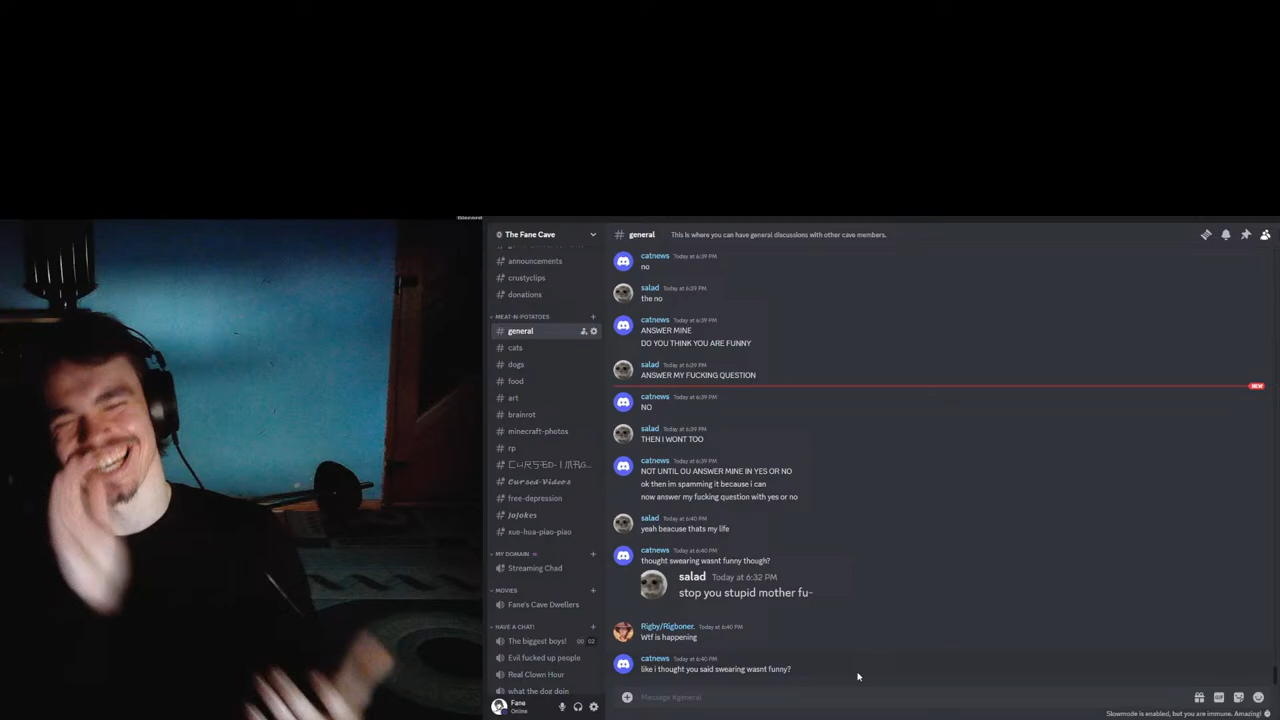 The Fane Cave
announcements
crustyclips
donations
MEAT-N-POTATOES
general
cats
dogs
food
art
brainrot
minecraft-photos
rp
Cursed-Videos
free-depression
JoJokes
xue-hua-piao-piao
MY DOMAIN
Streaming Chad
MOVIES
Fane's Cave Dwellers
HAVE A CHAT!
The biggest boys! 00 02
Evil fucked up people
Real Clown Hour
what the dog doin
Fane
Online
general This is where you can have general discussions with other cave members.
catnews Today at 6:39 PM
no
salad Today at 6:39 PM
the no
catnews Today at 6:39 PM
ANSWER MINE
DO YOU THINK YOU ARE FUNNY
salad Today at 6:39 PM
ANSWER MY FUCKING QUESTION
NEW
catnews Today at 6:39 PM
NO
salad Today at 6:39 PM
THEN I WONT TOO
catnews Today at 6:39 PM
NOT UNTIL OU ANSWER MINE IN YES OR NO
ok then im spamming it because i can
now answer my fucking question with yes or no
salad Today at 6:40 PM
yeah beacuse thats my life
catnews Today at 6:40 PM
thought swearing wasnt funny though?
salad Today at 6:32 PM
stop you stupid mother fu-
Rigby/Rigboner. Today at 6:40 PM
Wtf is happening
catnews Today at 6:40 PM
like i thought you said swearing wasnt funny?
Message #general
Slowmode is enabled, but you are immune. Amazing!